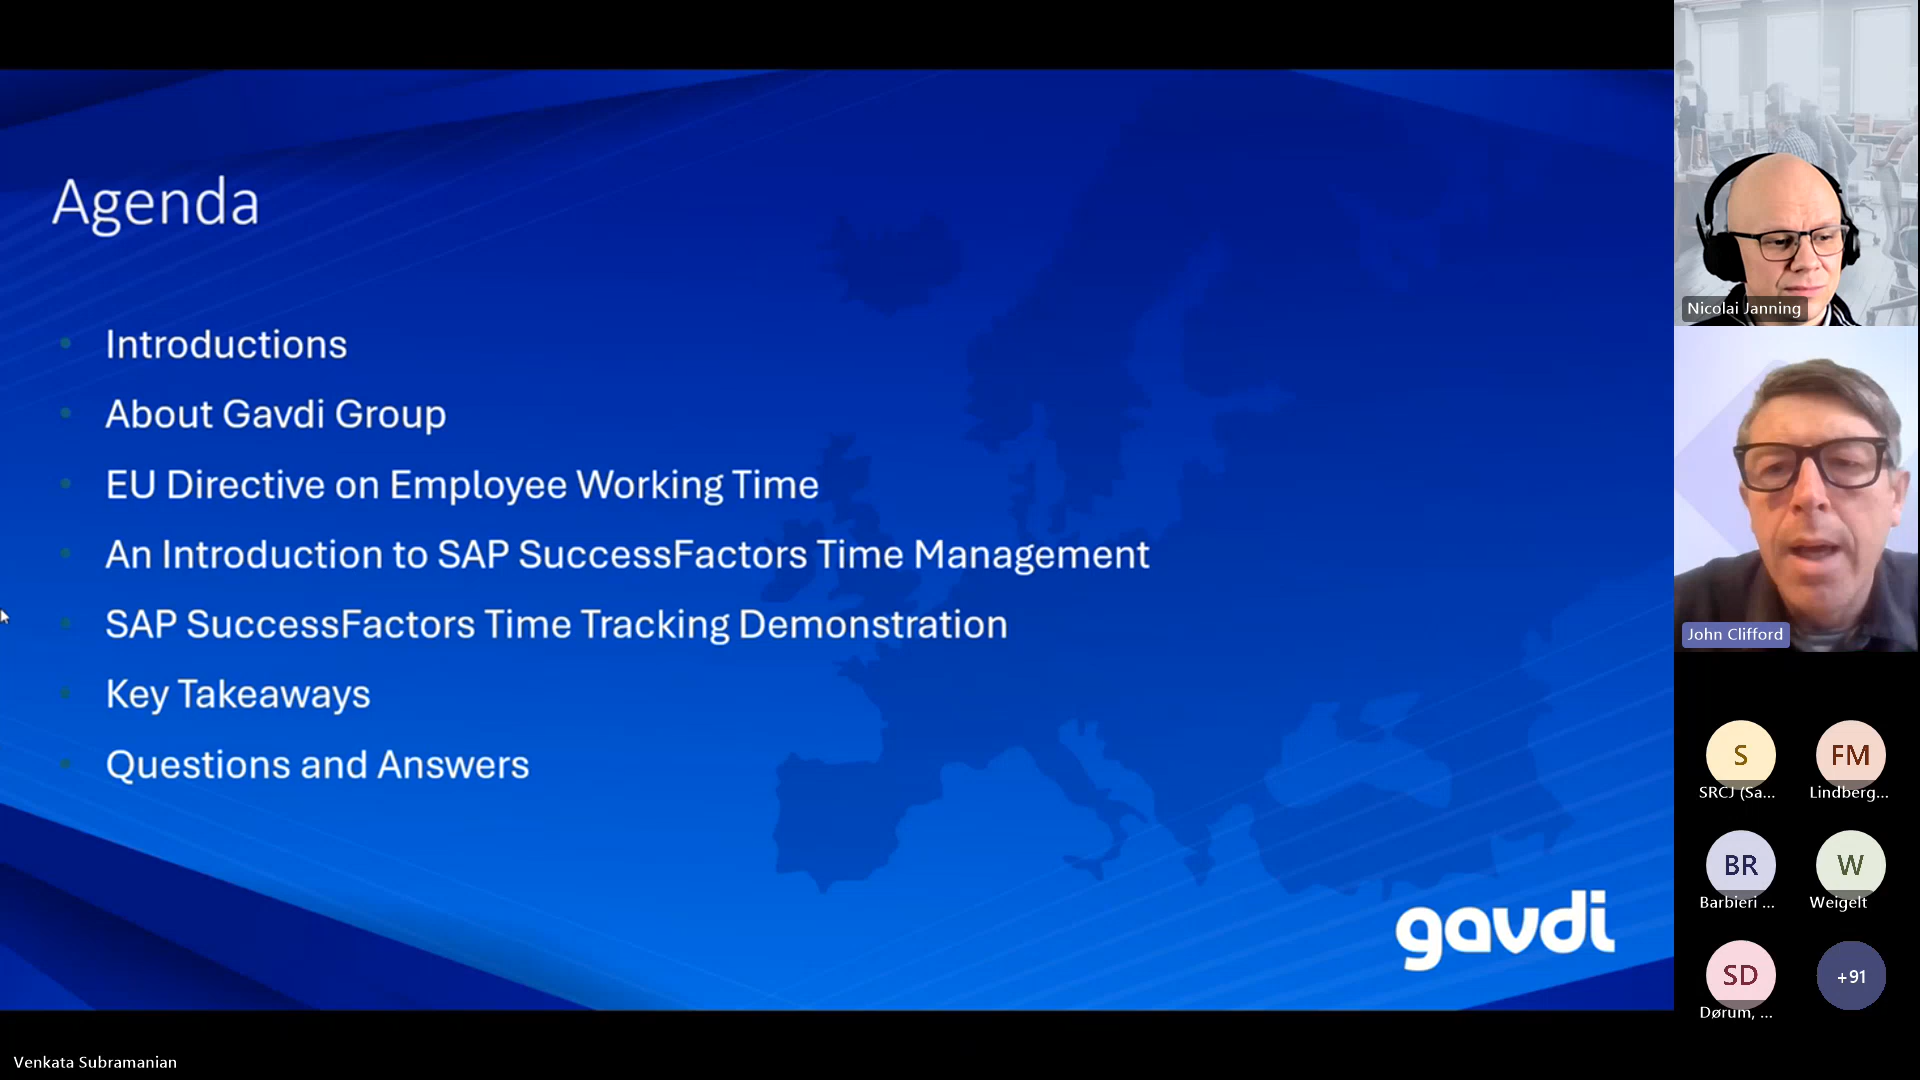 Agenda
Introductions
About Gavdi Group
EU Directive on Employee Working Time
An Introduction to SAP SuccessFactors Time Management
SAP SuccessFactors Time Tracking Demonstration
Key Takeaways
Questions and Answers
gavdi
Venkata Subramanian
Nicolai Janning
John Clifford
S
SRCJ (Sa...
FM
Lindberg...
BR
Barbieri ...
W
Weigelt
SD
Dørum, ...
+91